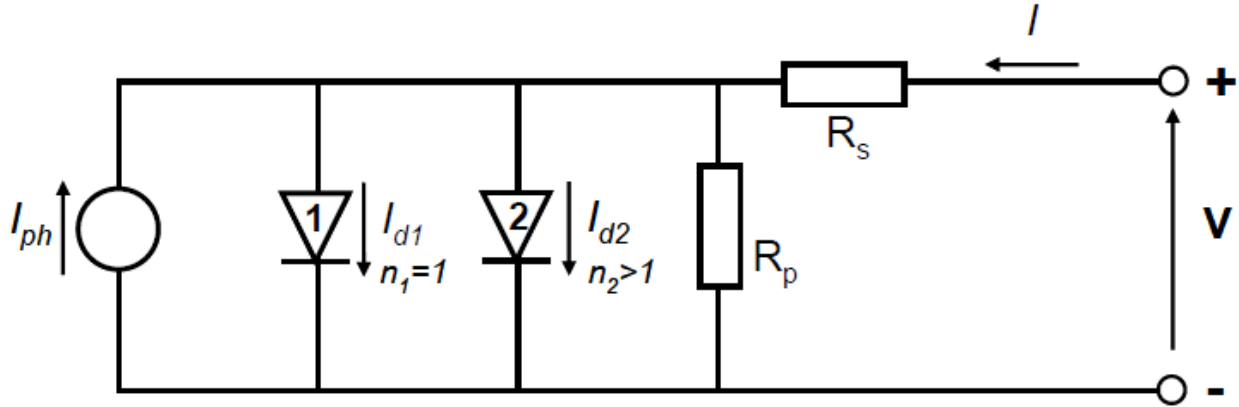 I
+
Rs
Iph
1
Id1
n1=1
2
Id2
n2>1
Rp
V
-